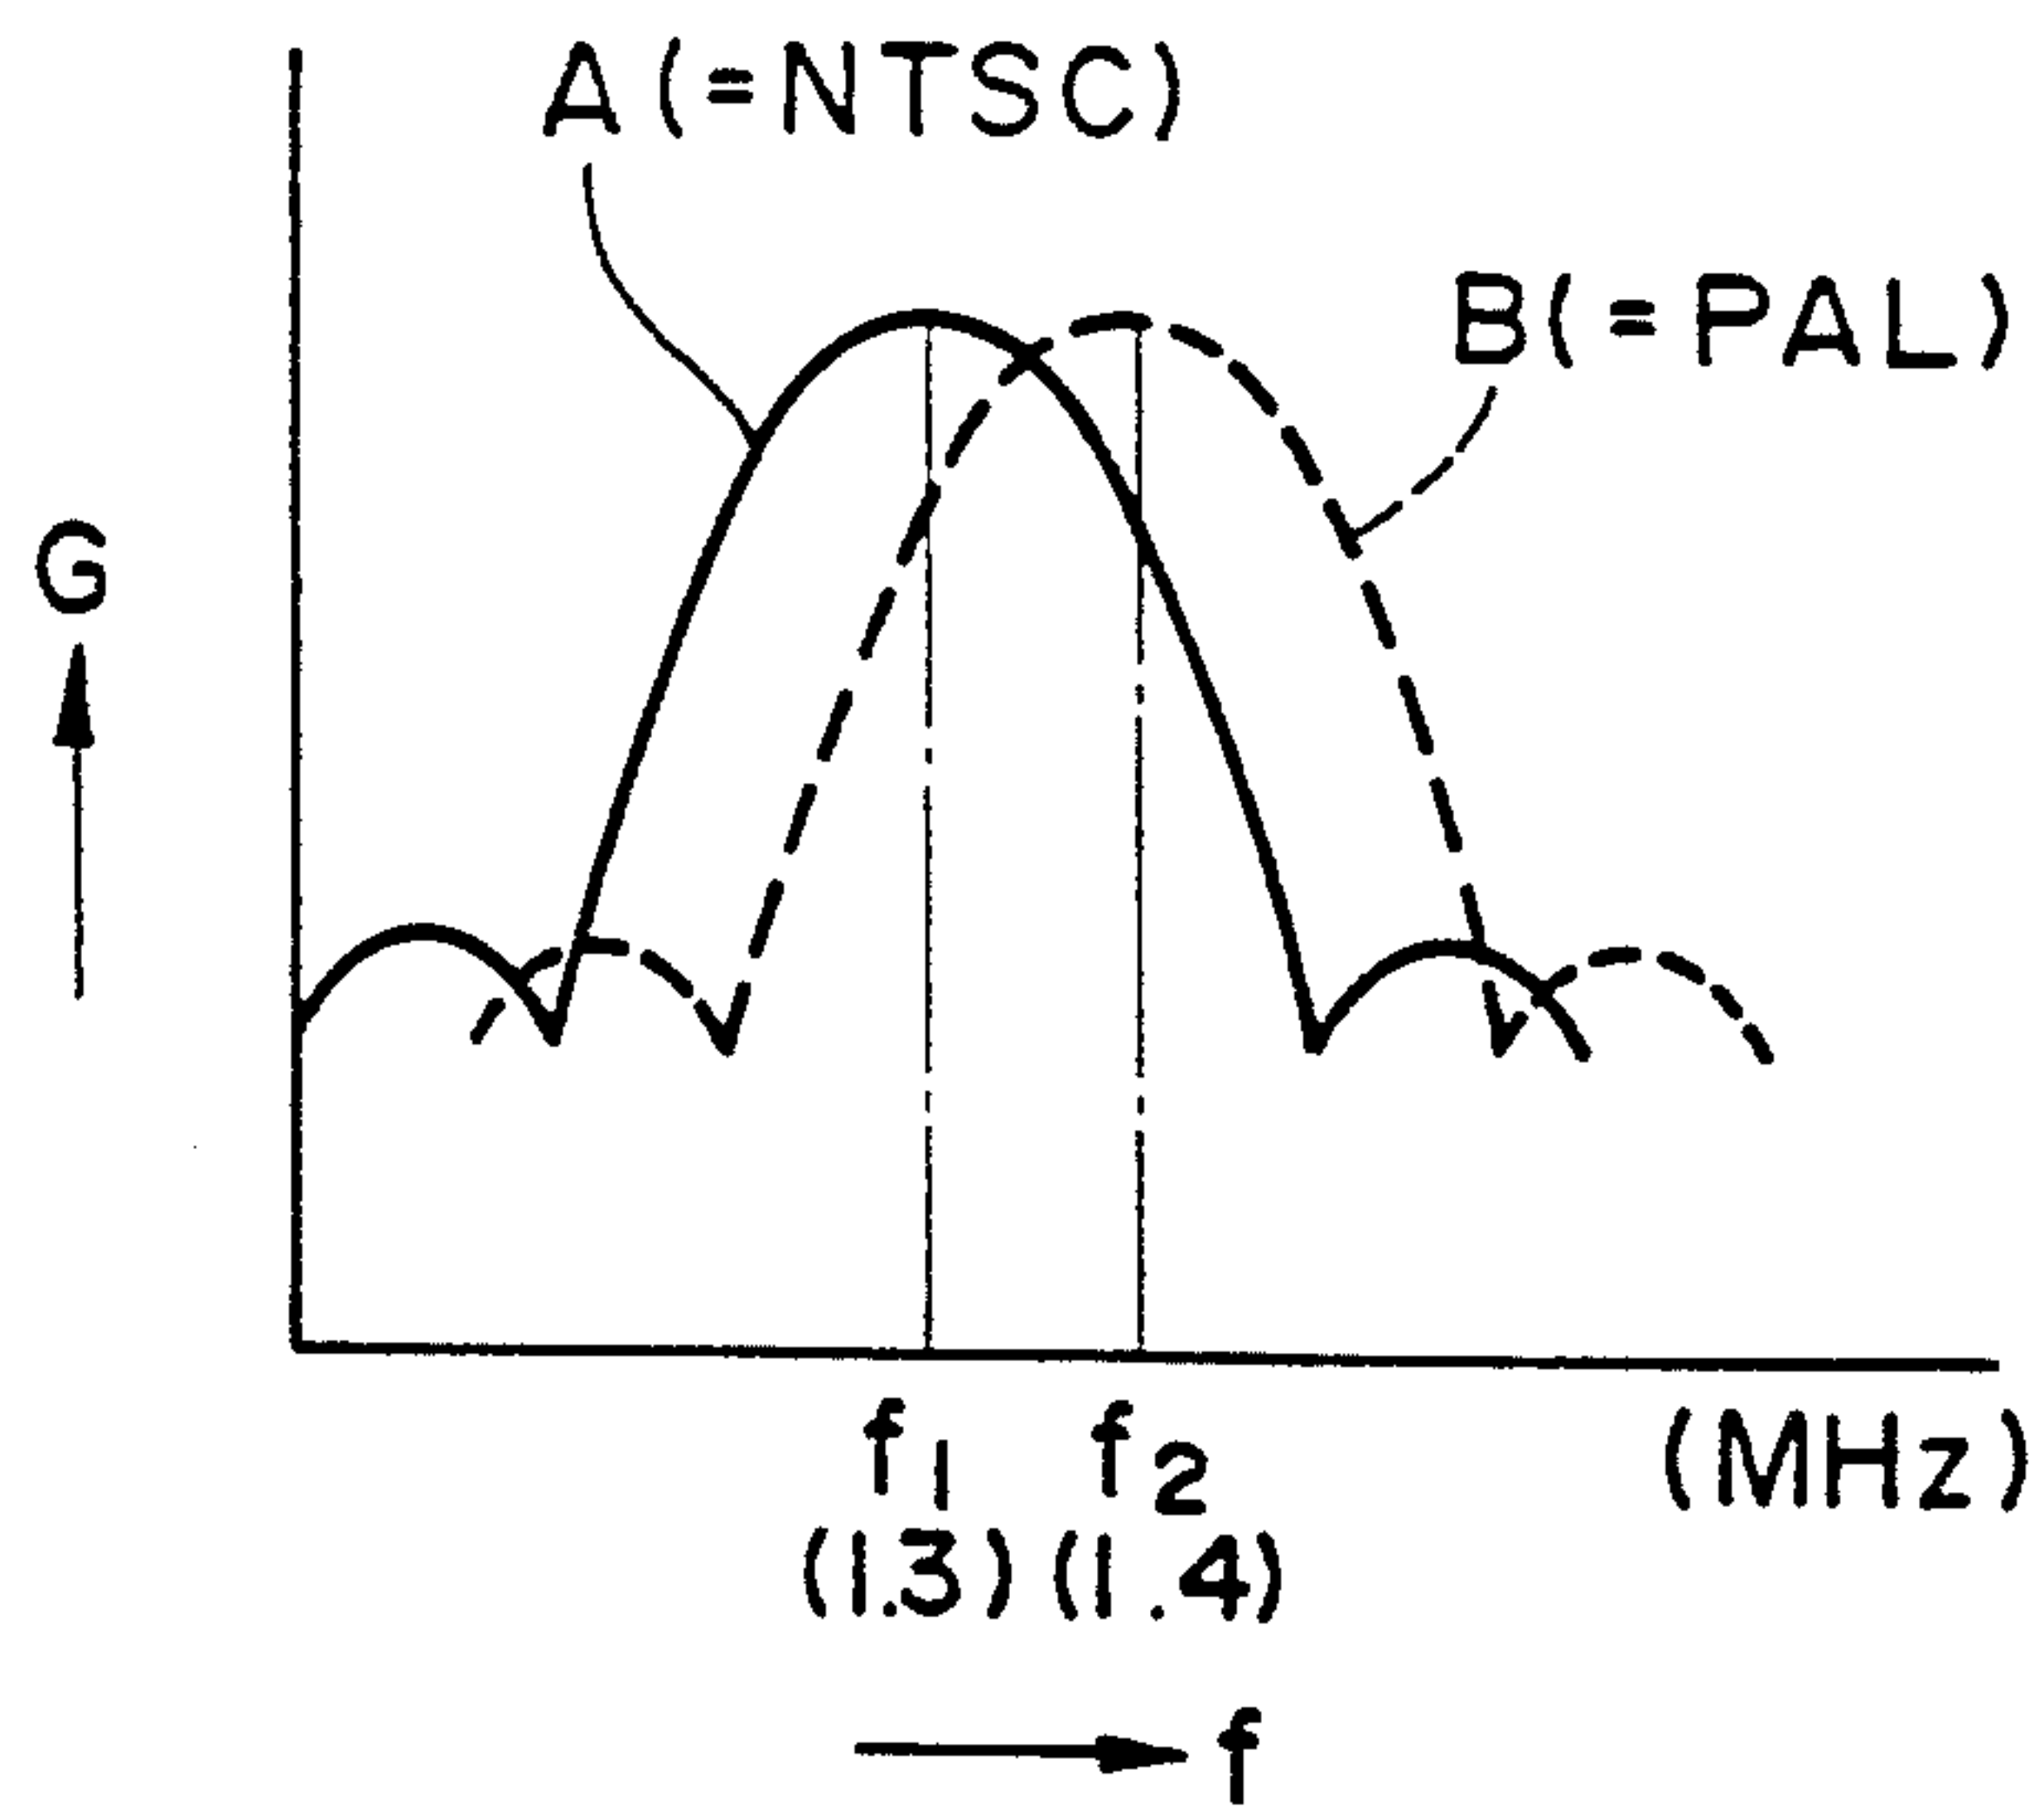 A(=NTSC)
B(=PAL)
G
f1 f2 (MHz)
(1.3) (1.4)
f